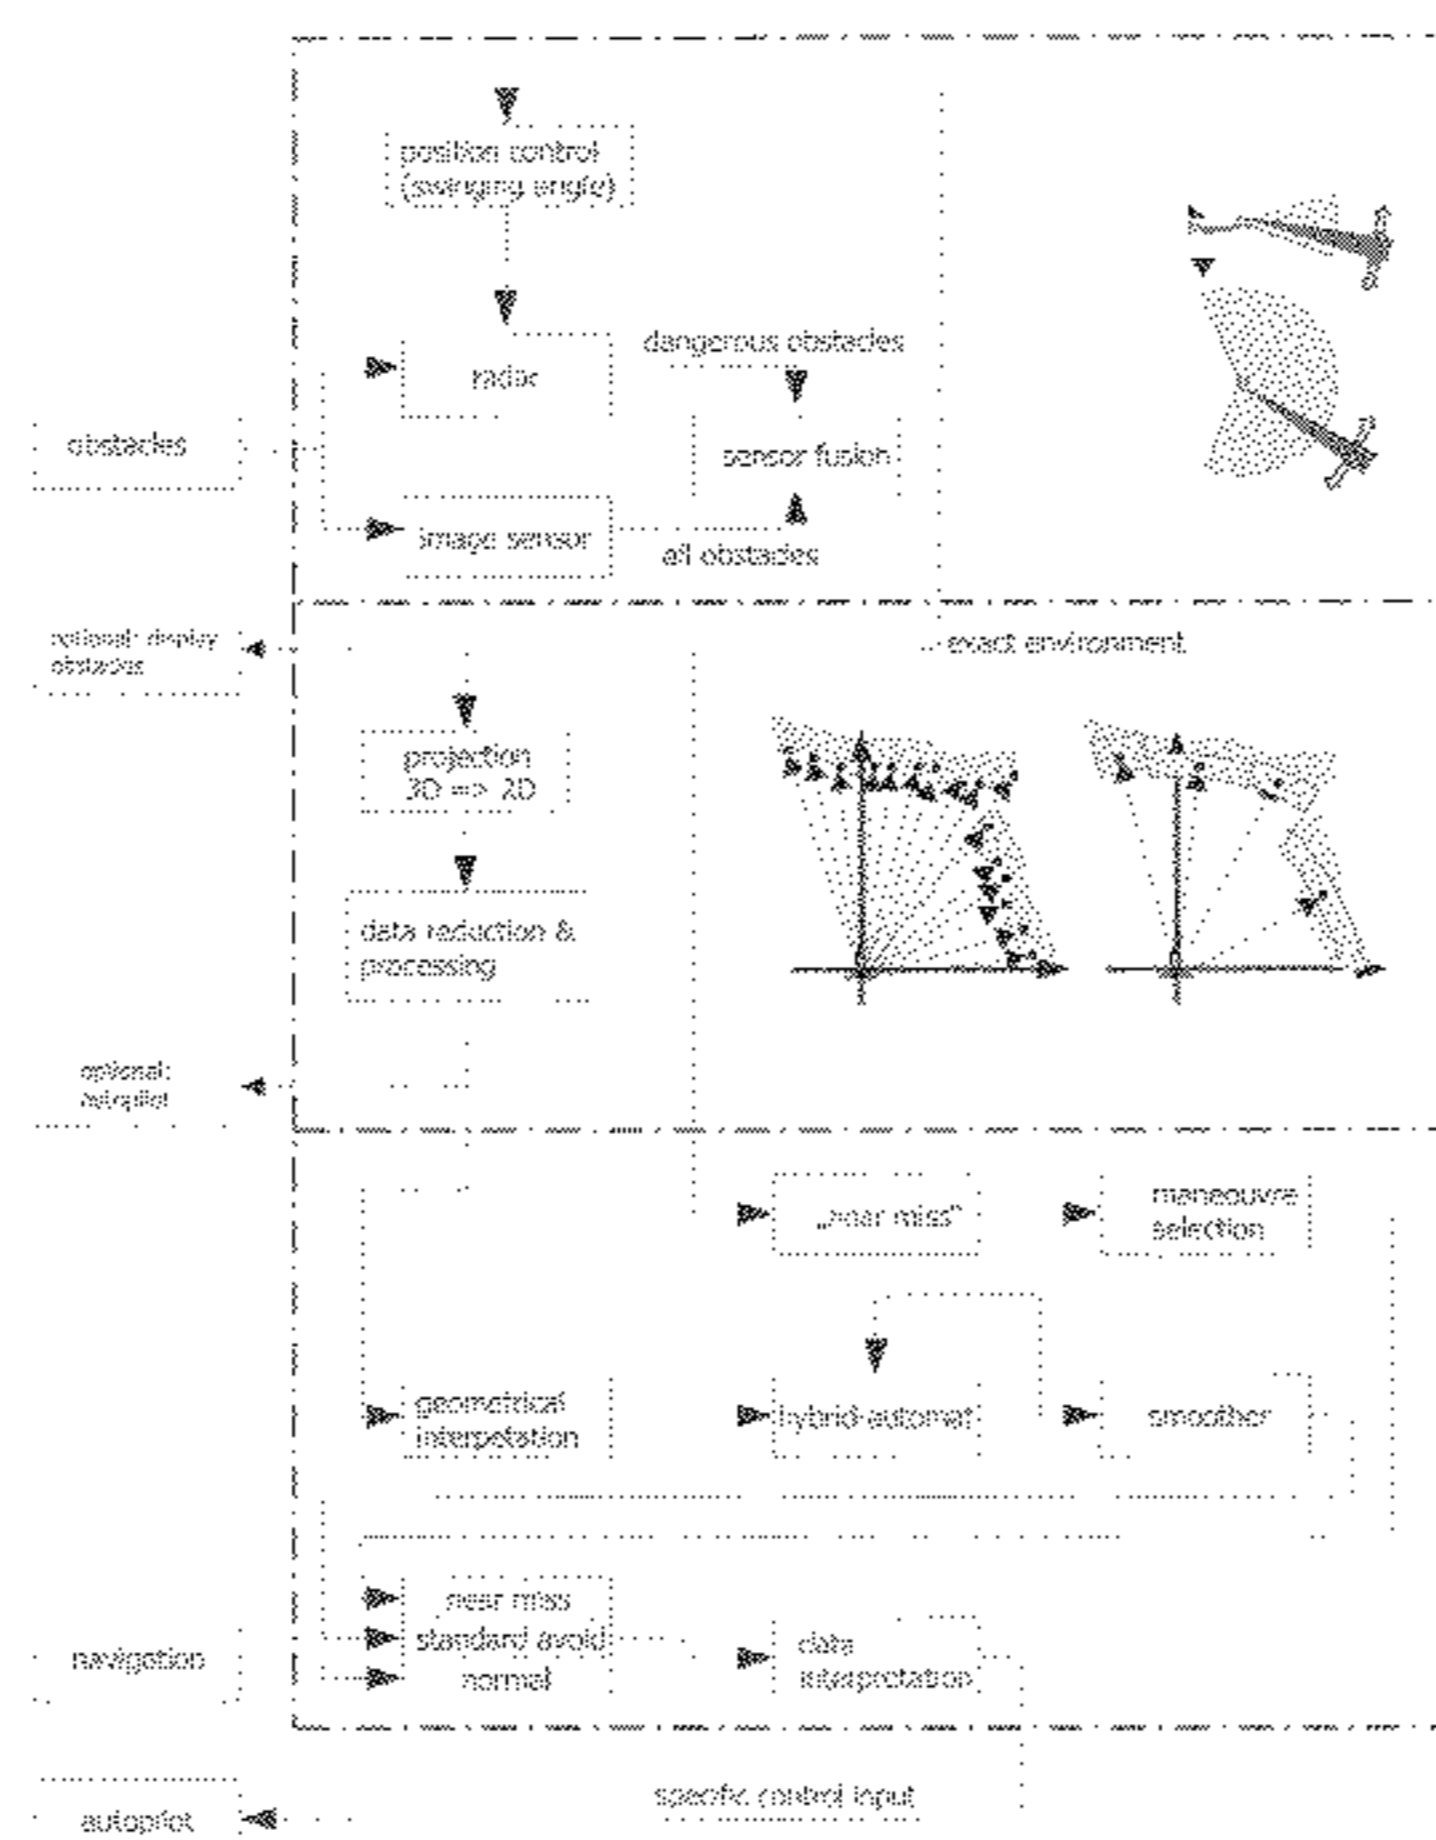 position control
(swinging angle)
dangerous obstacles
radar
obstacles
sensor fusion
image sensor
all obstacles
optional: display
obstacles
exact environment
projection
3D => 2D
data reduction &
processing
optional:
autopilot
„near miss“
maneouvre
selection
geometrical
interpetation
hybrid automat
smoother
near miss
standard avoid
normal
navigation
data
interpretation
specific control input
autopilot